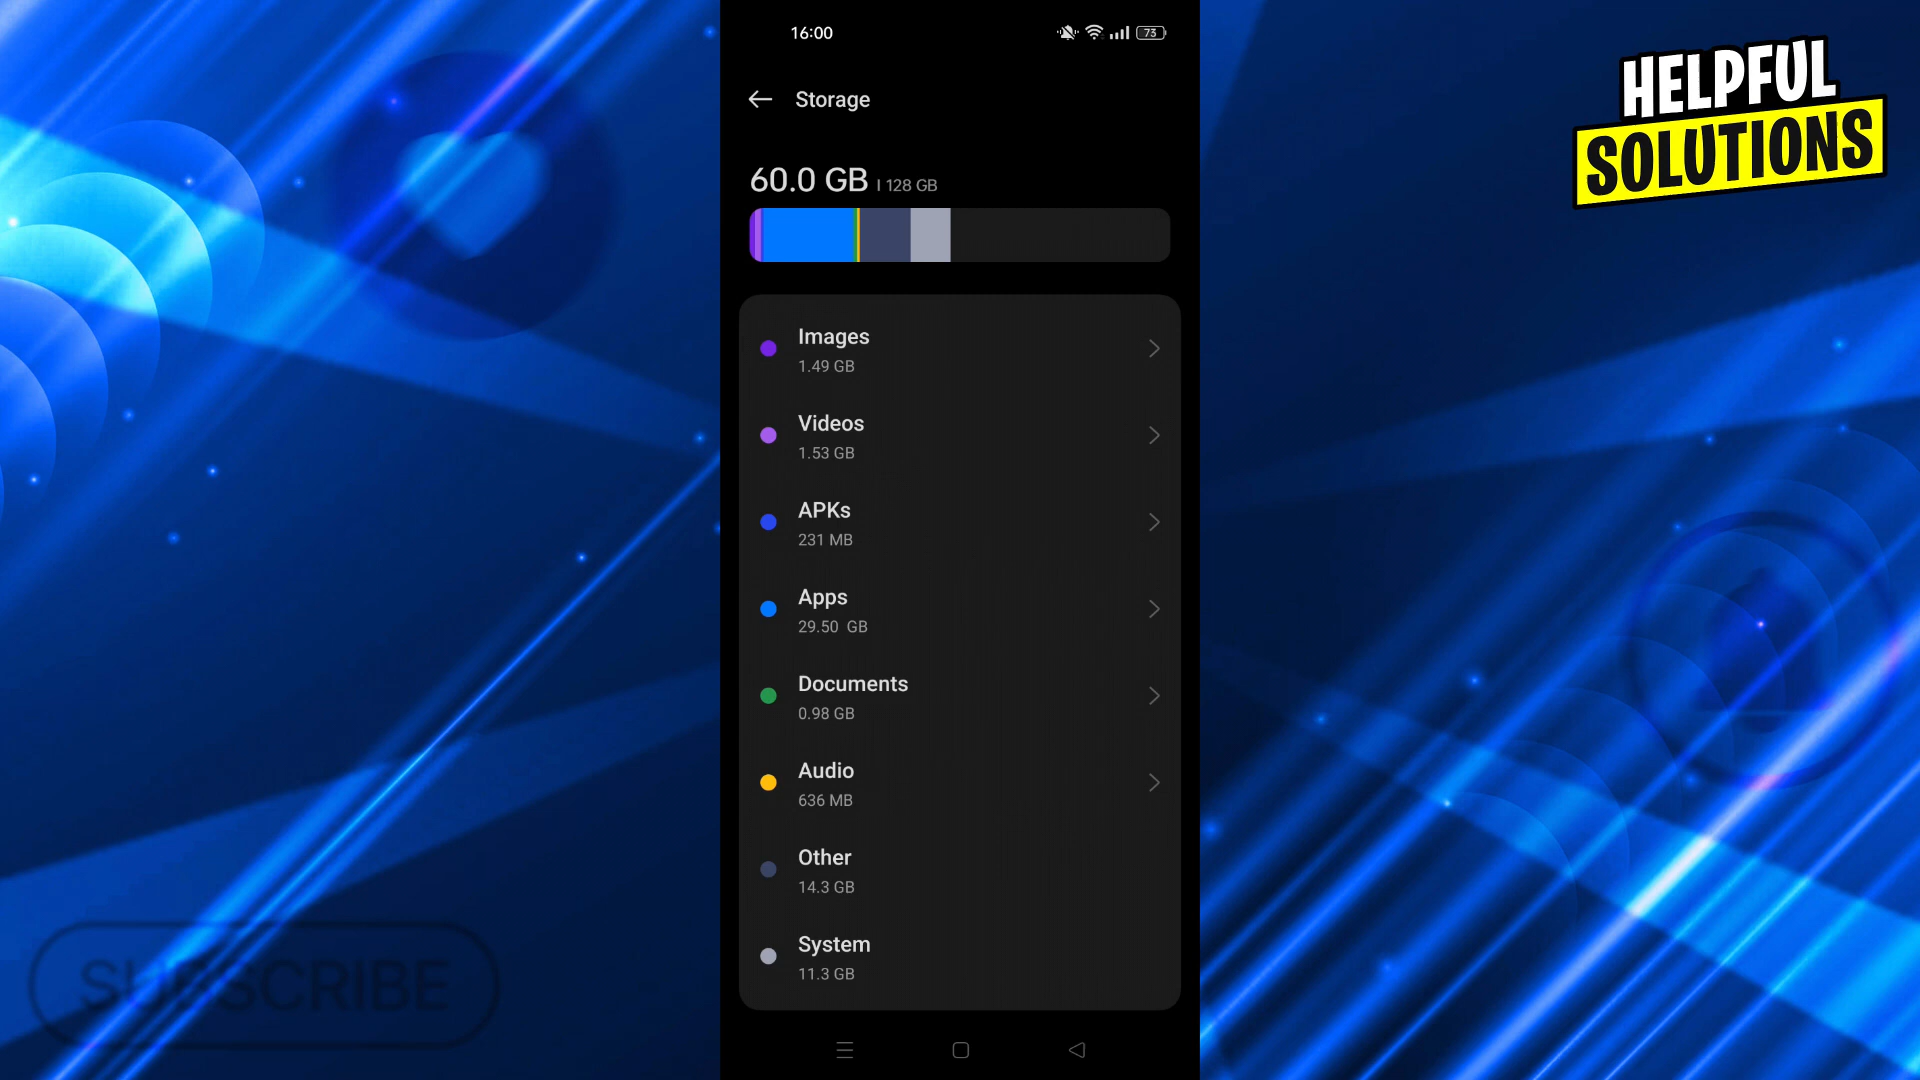 16:00
73
HELPFUL
SOLUTIONS
Storage
60.0 GB | 128 GB
Images
1.49 GB
Videos
1.53 GB
APKs
231 MB
Apps
29.50 GB
Documents
0.98 GB
Audio
636 MB
Other
14.3 GB
System
11.3 GB
SUBSCRIBE